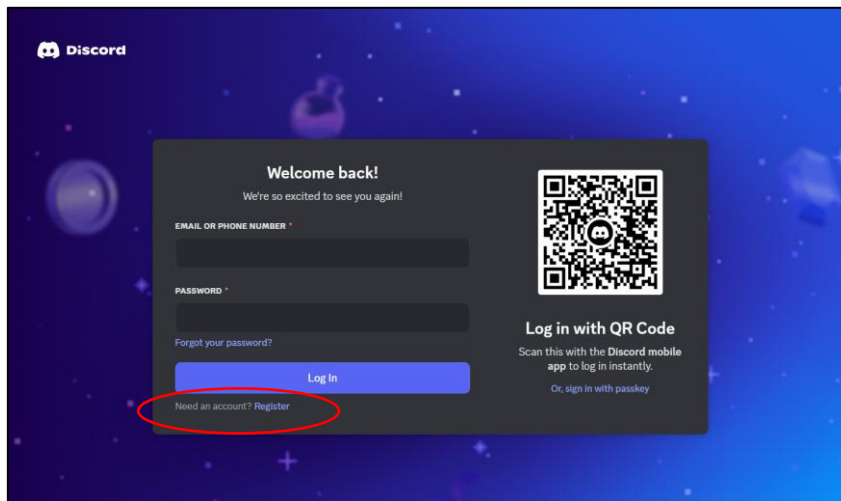 Discord
Welcome back!
We're so excited to see you again!
EMAIL OR PHONE NUMBER *
PASSWORD *
Forgot your password?
Log In
Need an account? Register
Log in with QR Code
Scan this with the Discord mobile
app to log in instantly.
Or, sign in with passkey